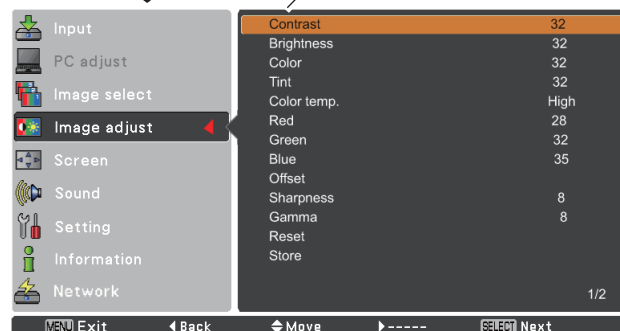 Input
PC adjust
Image select
Image adjust
Screen
Sound
Setting
Information
Network
Contrast 32
Brightness 32
Color 32
Tint 32
Color temp. High
Red 28
Green 32
Blue 35
Offset
Sharpness 8
Gamma 8
Reset
Store
1/2
MENU Exit Back Move ----- SELECT Next